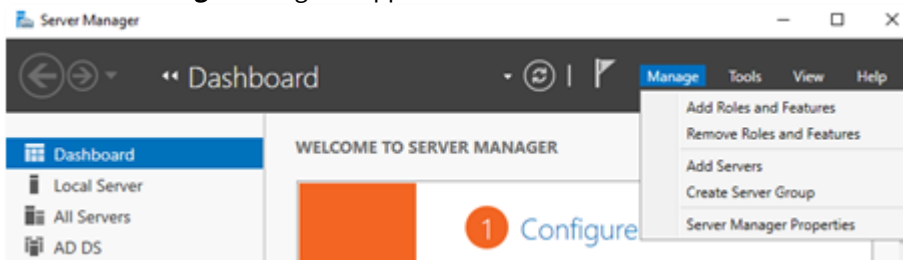 Server Manager
Dashboard
Manage Tools View Help
Add Roles and Features
Remove Roles and Features
Add Servers
Create Server Group
Server Manager Properties
Dashboard
Local Server
All Servers
AD DS
WELCOME TO SERVER MANAGER
1 Configure